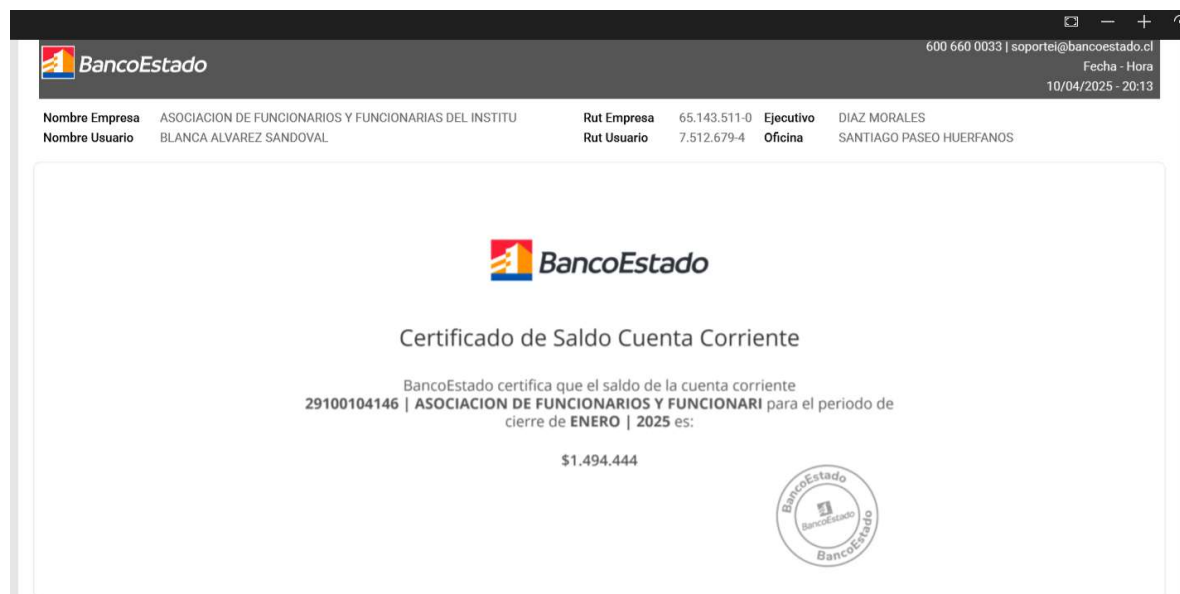 600 660 0033 | soportei@bancoestado.cl
BancoEstado
Fecha - Hora
10/04/2025 - 20:13
Nombre Empresa ASOCIACION DE FUNCIONARIOS Y FUNCIONARIAS DEL INSTITU Rut Empresa 65.143.511-0 Ejecutivo DIAZ MORALES
Nombre Usuario BLANCA ALVAREZ SANDOVAL Rut Usuario 7.512.679-4 Oficina SANTIAGO PASEO HUERFANOS
BancoEstado
Certificado de Saldo Cuenta Corriente
BancoEstado certifica que el saldo de la cuenta corriente
29100104146 | ASOCIACION DE FUNCIONARIOS Y FUNCIONARI para el periodo de
cierre de ENERO | 2025 es:
$1.494.444
BancoEstado
BancoEstado
BancoEstado
BancoEstado